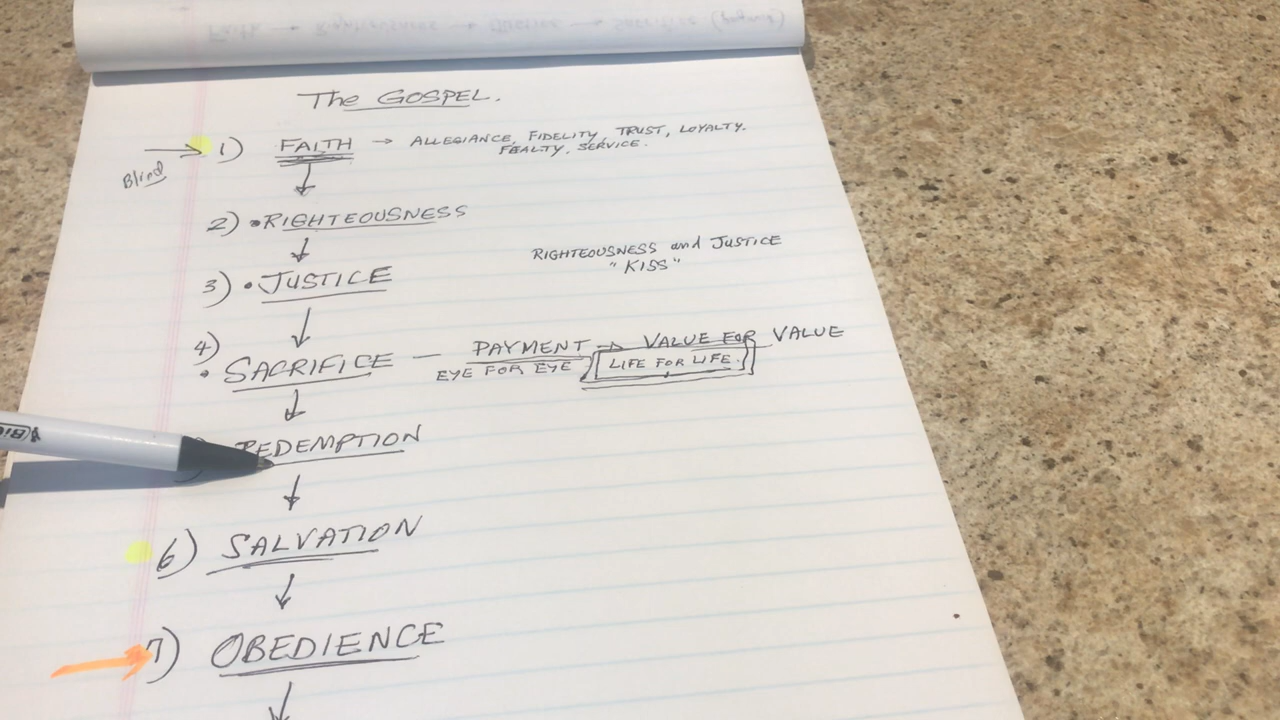 The GOSPEL.
1) FAITH → ALLEGIANCE, FIDELITY, TRUST, LOYALTY.
FEALTY, SERVICE.
Blind
2) • RIGHTEOUSNESS
RIGHTEOUSNESS and JUSTICE
"KISS"
3) • JUSTICE
4)
• SACRIFICE — PAYMENT → VALUE FOR VALUE
EYE FOR EYE LIFE FOR LIFE.
REDEMPTION
6) SALVATION
7) OBEDIENCE